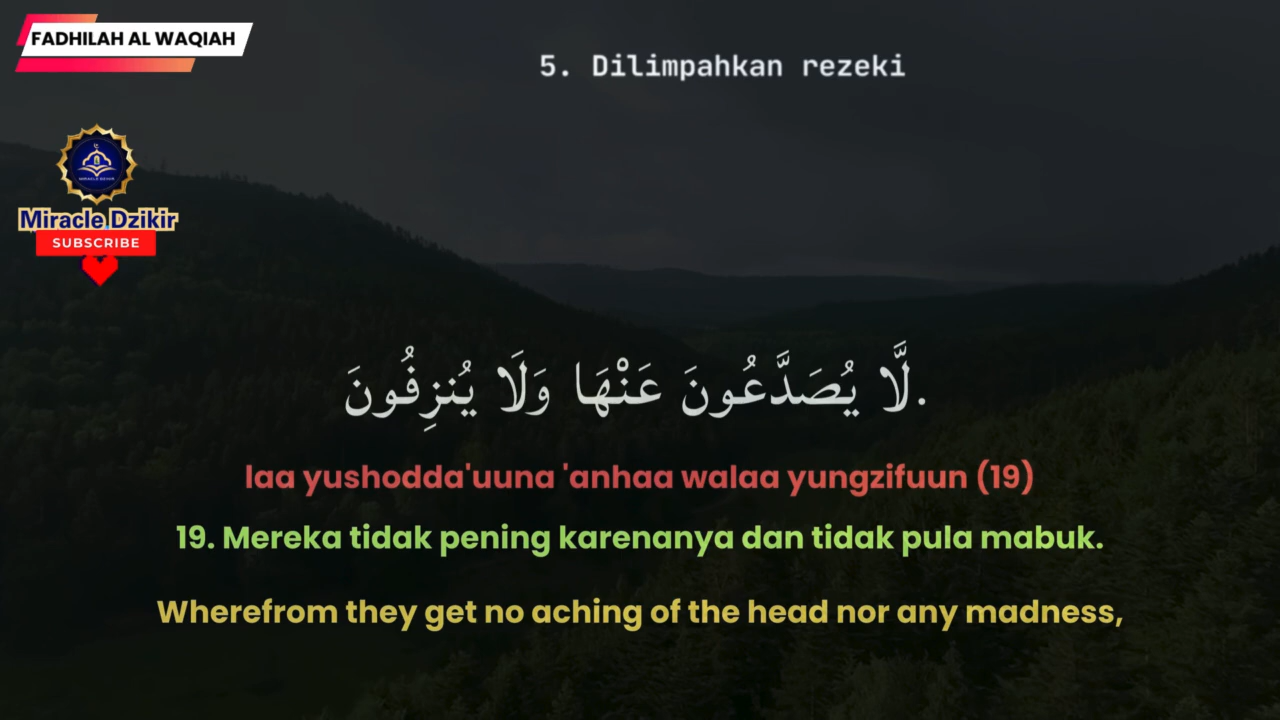 FADHILAH AL WAQIAH
5. Dilimpahkan rezeki
MIRACLE DZIKIR
Miracle Dzikir
SUBSCRIBE
لَّا يُصَدَّعُونَ عَنْهَا وَلَا يُنزِفُونَ.
laa yushodda'uuna 'anhaa walaa yungzifuun (19)
19. Mereka tidak pening karenanya dan tidak pula mabuk.
Wherefrom they get no aching of the head nor any madness,